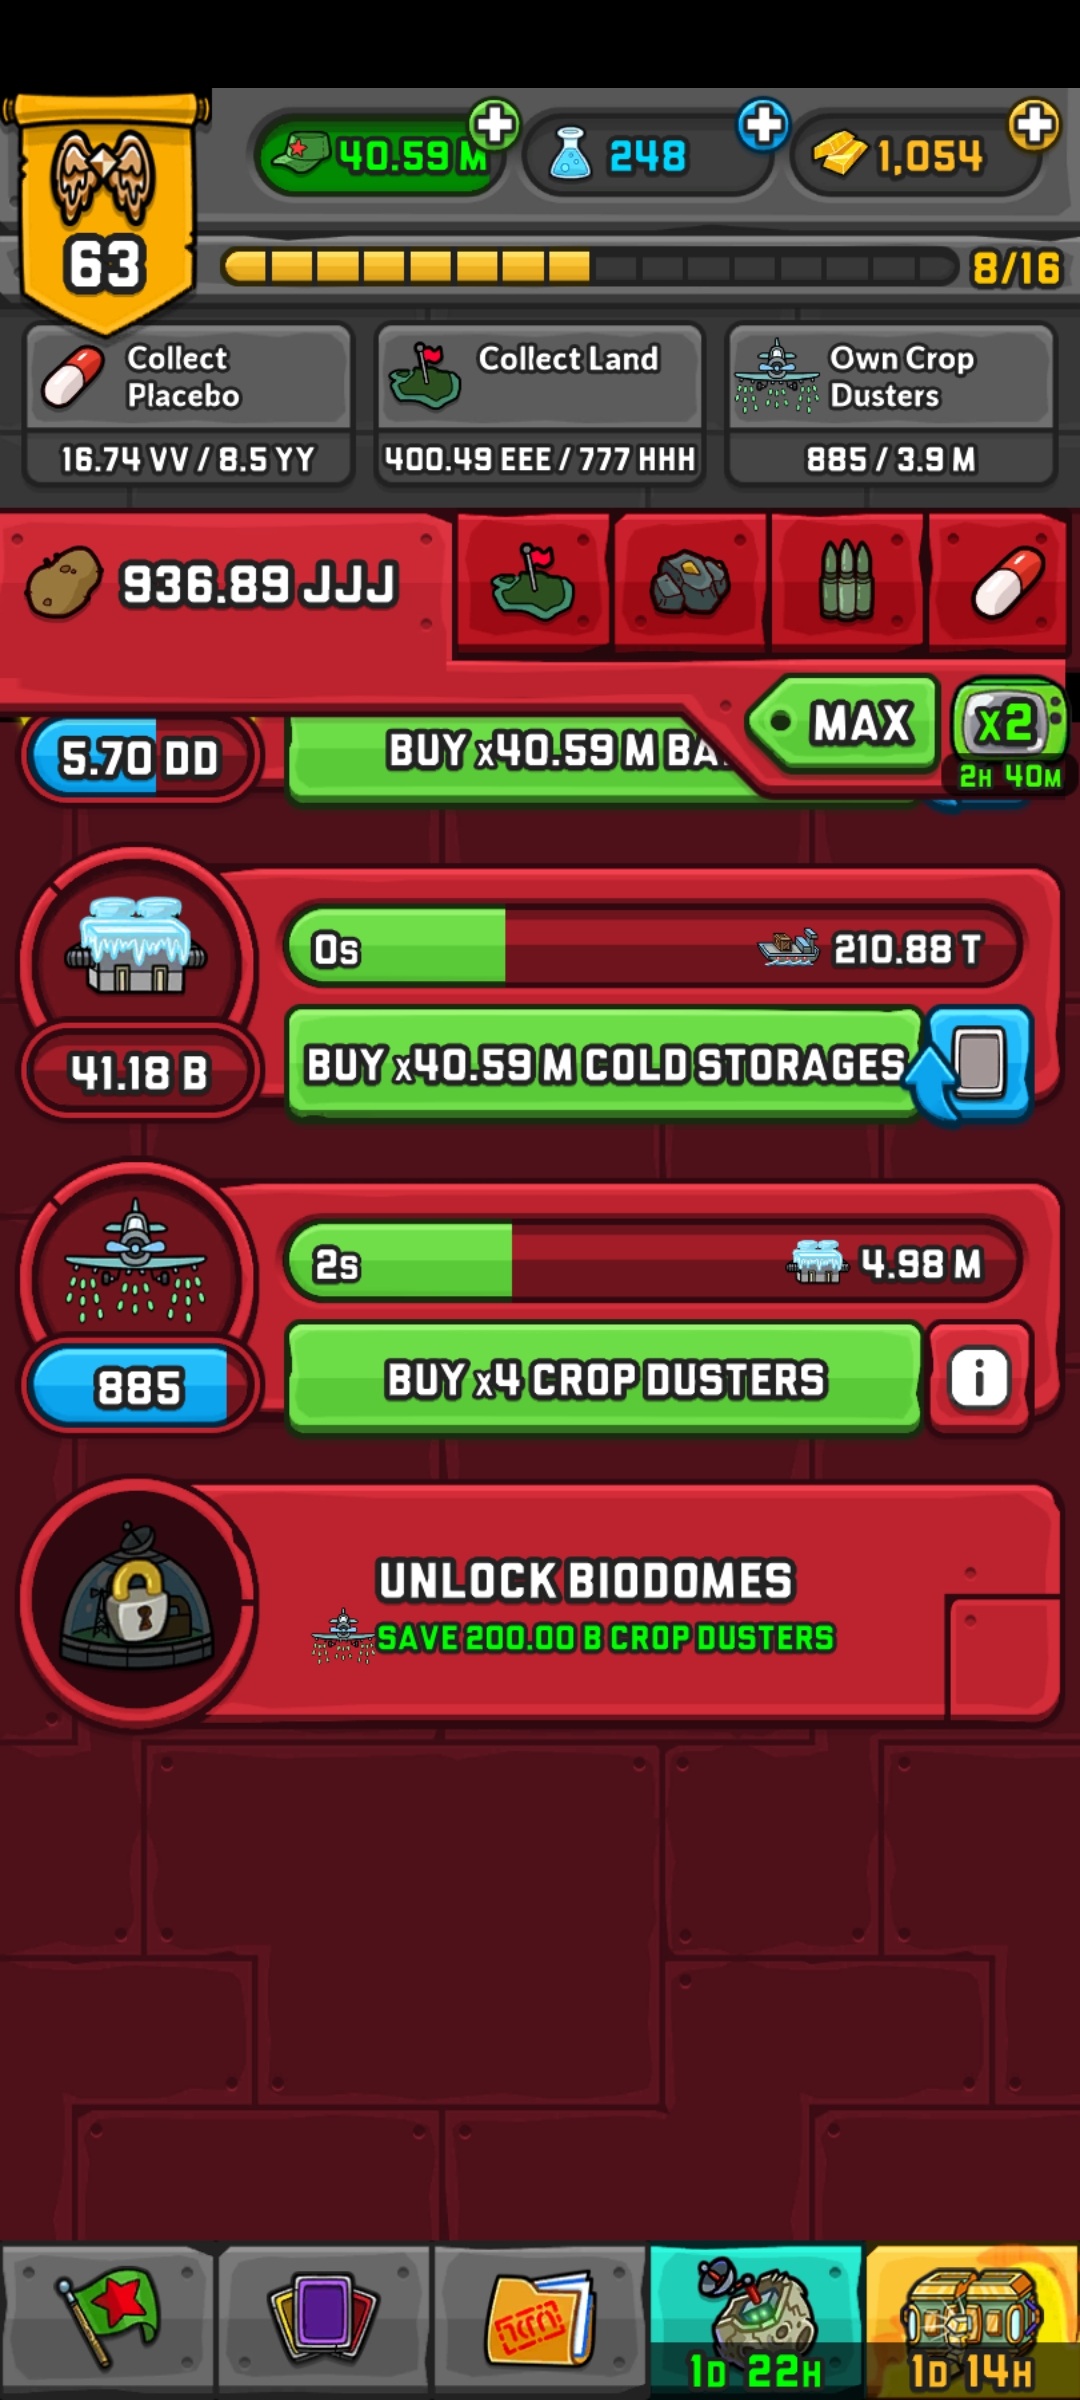 40.59 M
248
1,054
63
8/16
Collect
Placebo
16.74 VV / 8.5 YY
Collect Land
400.49 EEE / 777 HHH
Own Crop
Dusters
885 / 3.9 M
936.89 JJJ
MAX
x2
2H 40M
5.70 DD
BUY x40.59 M BA
0s
210.88 T
41.18 B
BUY x40.59 M COLD STORAGES
2s
4.98 M
885
BUY x4 CROP DUSTERS
i
UNLOCK BIODOMES
SAVE 200.00 B CROP DUSTERS
1D 22H
1D 14H